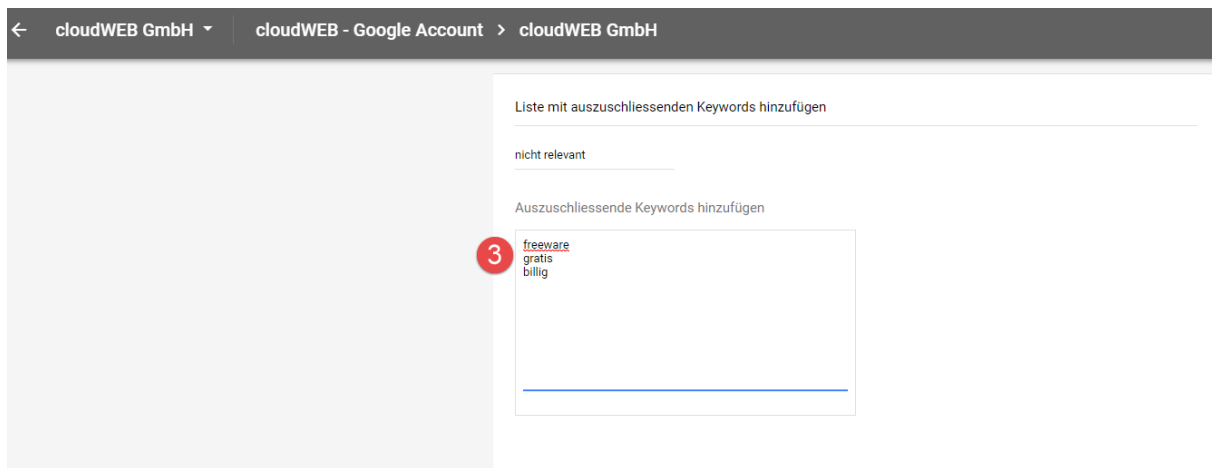 cloudWEB GmbH cloudWEB - Google Account > cloudWEB GmbH
Liste mit auszuschliessenden Keywords hinzufügen
nicht relevant
Auszuschliessende Keywords hinzufügen
3
freeware
gratis
billig